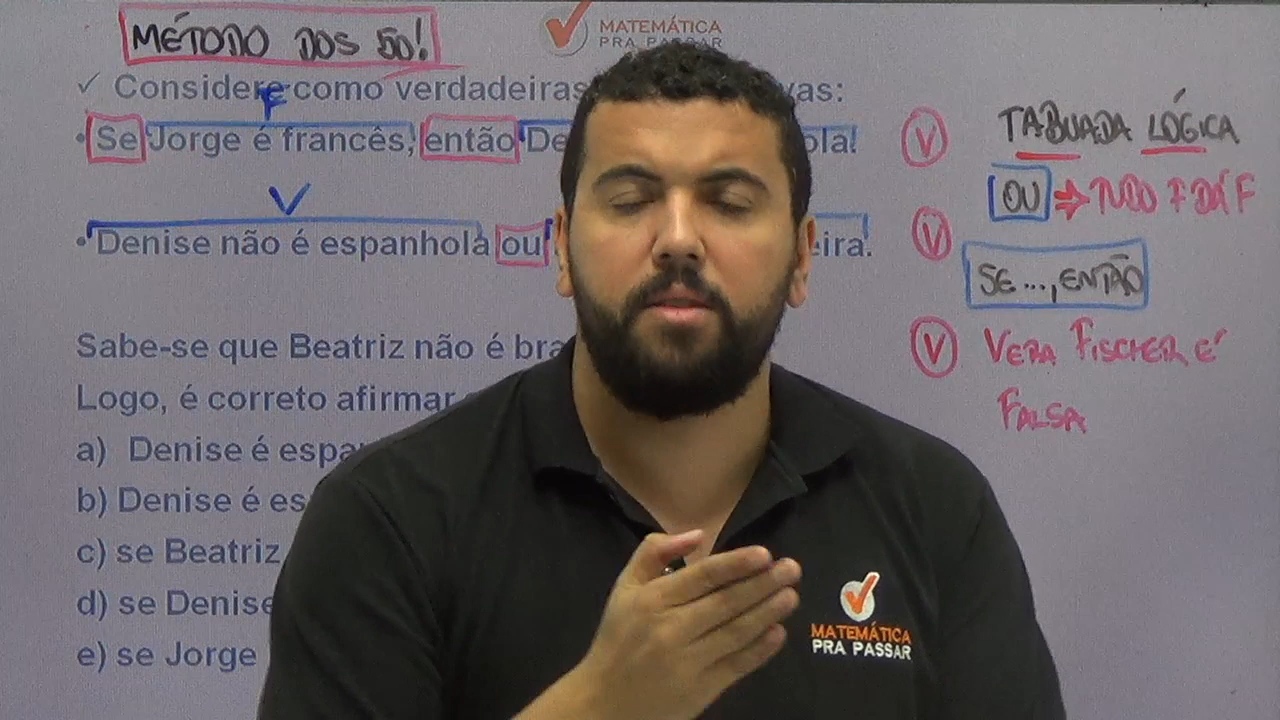 MÉTODO DOS 50!
MATEMÁTICA
PRA PASSAR
✓ Considere como verdadeiras vas:
F
• Se Jorge é francês, então De ola!
V
• Denise não é espanhola ou eira.
Sabe-se que Beatriz não é bra
Logo, é correto afirmar
a) Denise é espa
b) Denise é es
c) se Beatriz
d) se Denise
e) se Jorge
V
V
V
TABUADA LÓGICA
OU ⇒ TUDO F DÁ F
SE ..., ENTÃO
VERA FISCHER É
FALSA
MATEMÁTICA
PRA PASSAR